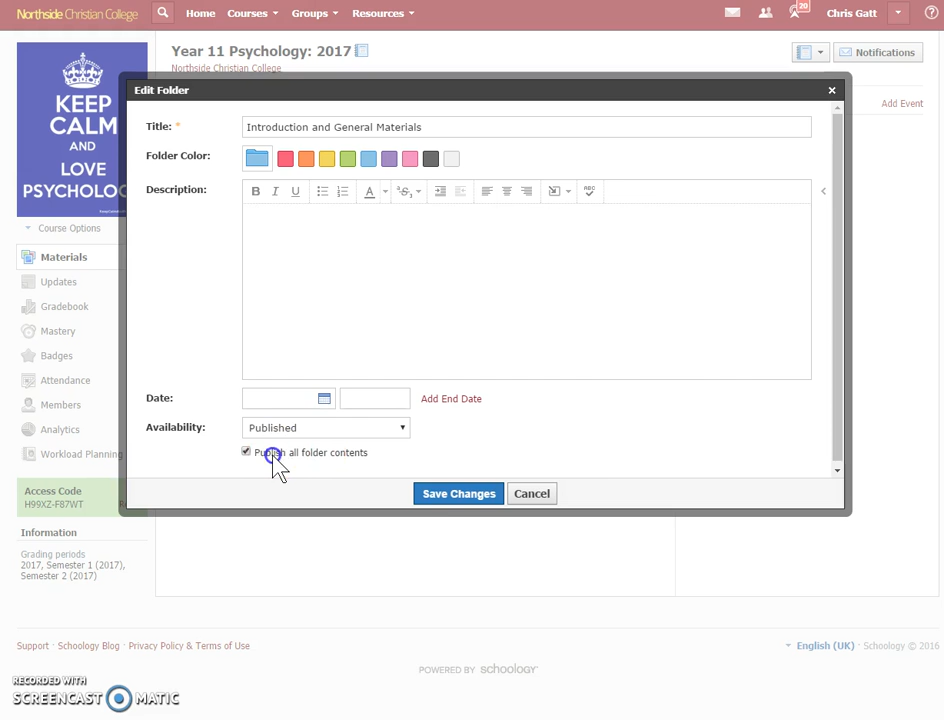 Northside Christian College Home Courses Groups Resources 20 Chris Gatt
KEEP
CALM
AND
LOVE
PSYCHOLOG
Year 11 Psychology: 2017
Notifications
Northside Christian College
Add Event
Edit Folder
Title: * Introduction and General Materials
Folder Color:
Description: B I U A ABC
Date: Add End Date
Availability: Published
Publish all folder contents
Save Changes Cancel
Course Options
Materials
Updates
Gradebook
Mastery
Badges
Attendance
Members
Analytics
Workload Planning
Access Code
H99XZ-F87WT
Information
Grading periods
2017, Semester 1 (2017),
Semester 2 (2017)
Support · Schoology Blog · Privacy Policy & Terms of Use
English (UK) · Schoology © 2016
POWERED BY schoology
RECORDED WITH
SCREENCAST MATIC